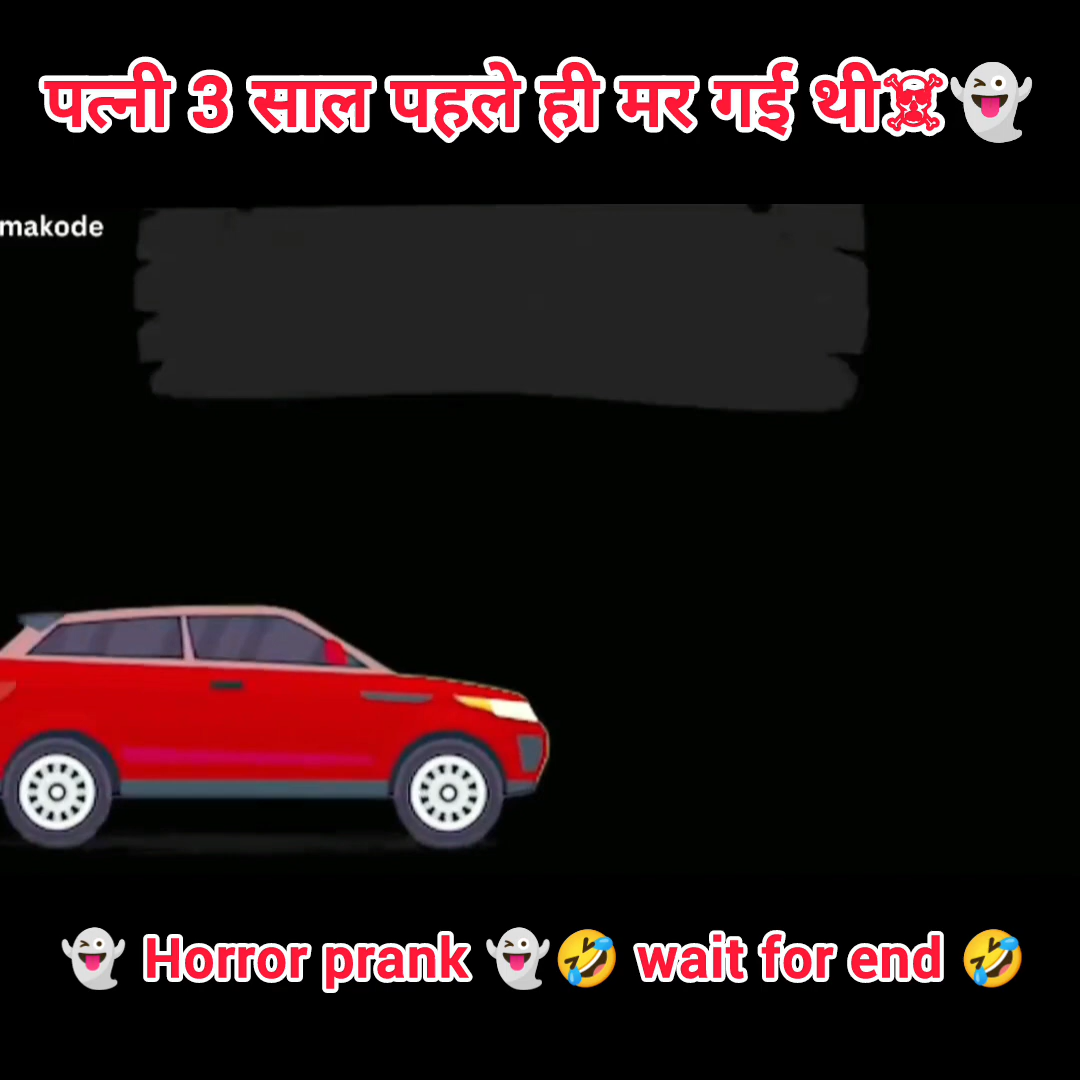 पत्नी 3 साल पहले ही मर गई थी☠️👻
makode
👻 Horror prank 👻🤣 wait for end 🤣